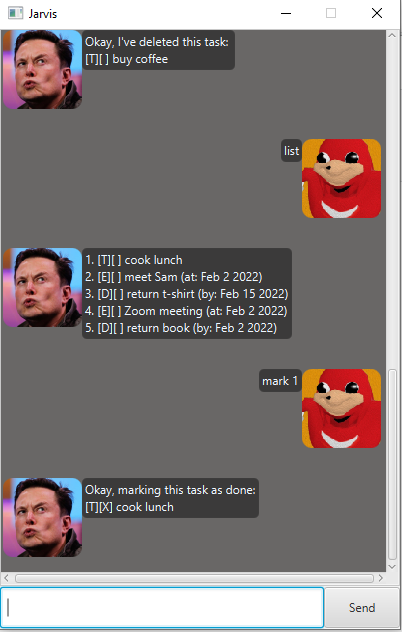 Jarvis
Okay, I've deleted this task:
[T][ ] buy coffee
list
1. [T][ ] cook lunch
2. [E][ ] meet Sam (at: Feb 2 2022)
3. [D][ ] return t-shirt (by: Feb 15 2022)
4. [E][ ] Zoom meeting (at: Feb 2 2022)
5. [D][ ] return book (by: Feb 2 2022)
mark 1
Okay, marking this task as done:
[T][X] cook lunch
Send